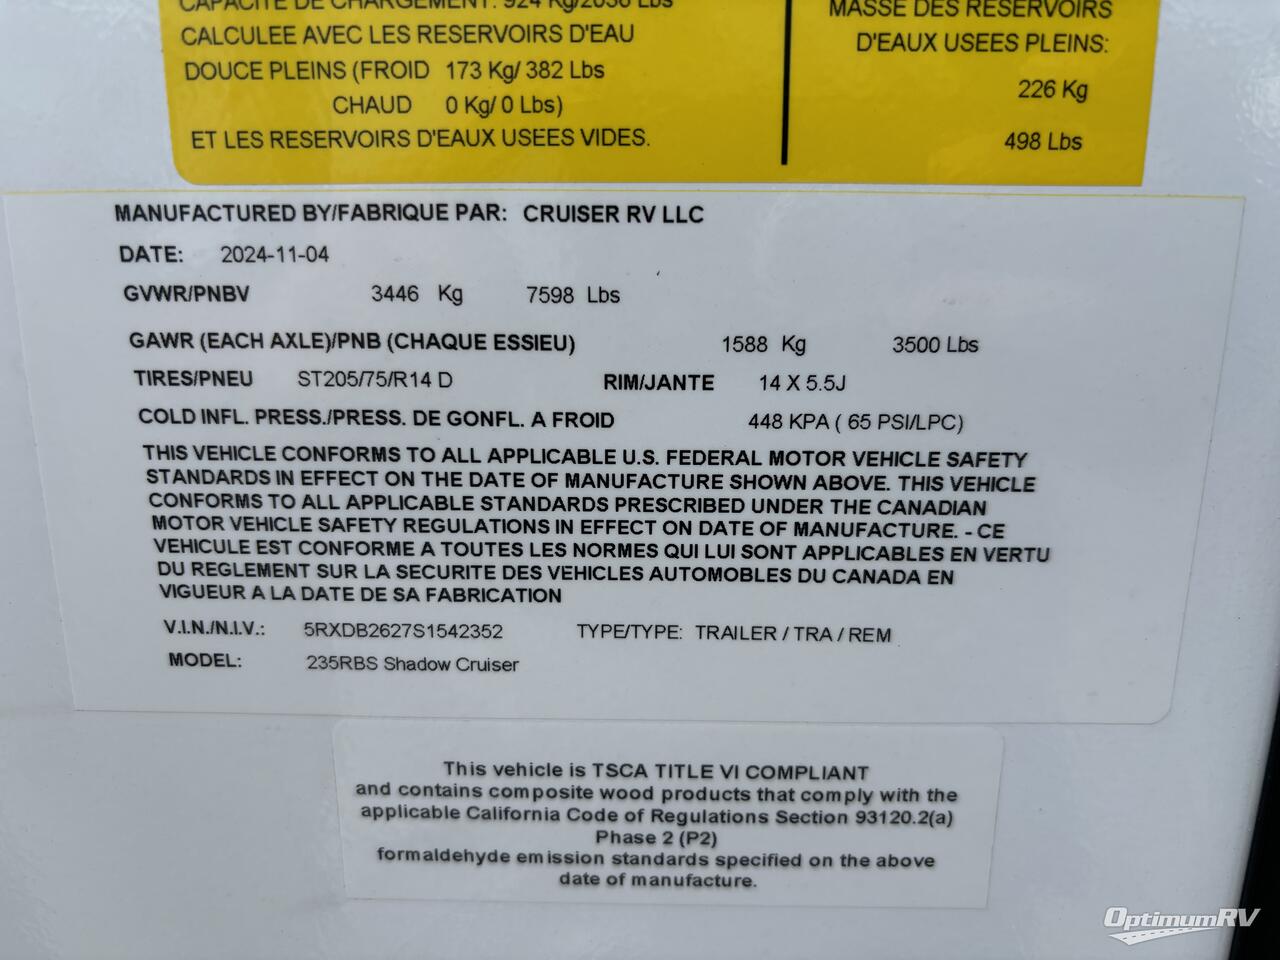 CAPACITE DE CHARGEMENT: 924 Kg/2036 Lbs
CALCULEE AVEC LES RESERVOIRS D'EAU
DOUCE PLEINS (FROID 173 Kg/ 382 Lbs
CHAUD 0 Kg/ 0 Lbs)
ET LES RESERVOIRS D'EAUX USEES VIDES.
MASSE DES RESERVOIRS
D'EAUX USEES PLEINS:
226 Kg
498 Lbs
MANUFACTURED BY/FABRIQUE PAR: CRUISER RV LLC
DATE: 2024-11-04
GVWR/PNBV 3446 Kg 7598 Lbs
GAWR (EACH AXLE)/PNB (CHAQUE ESSIEU) 1588 Kg 3500 Lbs
TIRES/PNEU ST205/75/R14 D RIM/JANTE 14 X 5.5J
COLD INFL. PRESS./PRESS. DE GONFL. A FROID 448 KPA ( 65 PSI/LPC)
THIS VEHICLE CONFORMS TO ALL APPLICABLE U.S. FEDERAL MOTOR VEHICLE SAFETY
STANDARDS IN EFFECT ON THE DATE OF MANUFACTURE SHOWN ABOVE. THIS VEHICLE
CONFORMS TO ALL APPLICABLE STANDARDS PRESCRIBED UNDER THE CANADIAN
MOTOR VEHICLE SAFETY REGULATIONS IN EFFECT ON DATE OF MANUFACTURE. - CE
VEHICULE EST CONFORME A TOUTES LES NORMES QUI LUI SONT APPLICABLES EN VERTU
DU REGLEMENT SUR LA SECURITE DES VEHICLES AUTOMOBLES DU CANADA EN
VIGUEUR A LA DATE DE SA FABRICATION
V.I.N./N.I.V.: 5RXDB2627S1542352 TYPE/TYPE: TRAILER / TRA / REM
MODEL: 235RBS Shadow Cruiser
This vehicle is TSCA TITLE VI COMPLIANT
and contains composite wood products that comply with the
applicable California Code of Regulations Section 93120.2(a)
Phase 2 (P2)
formaldehyde emission standards specified on the above
date of manufacture.
OptimumRV